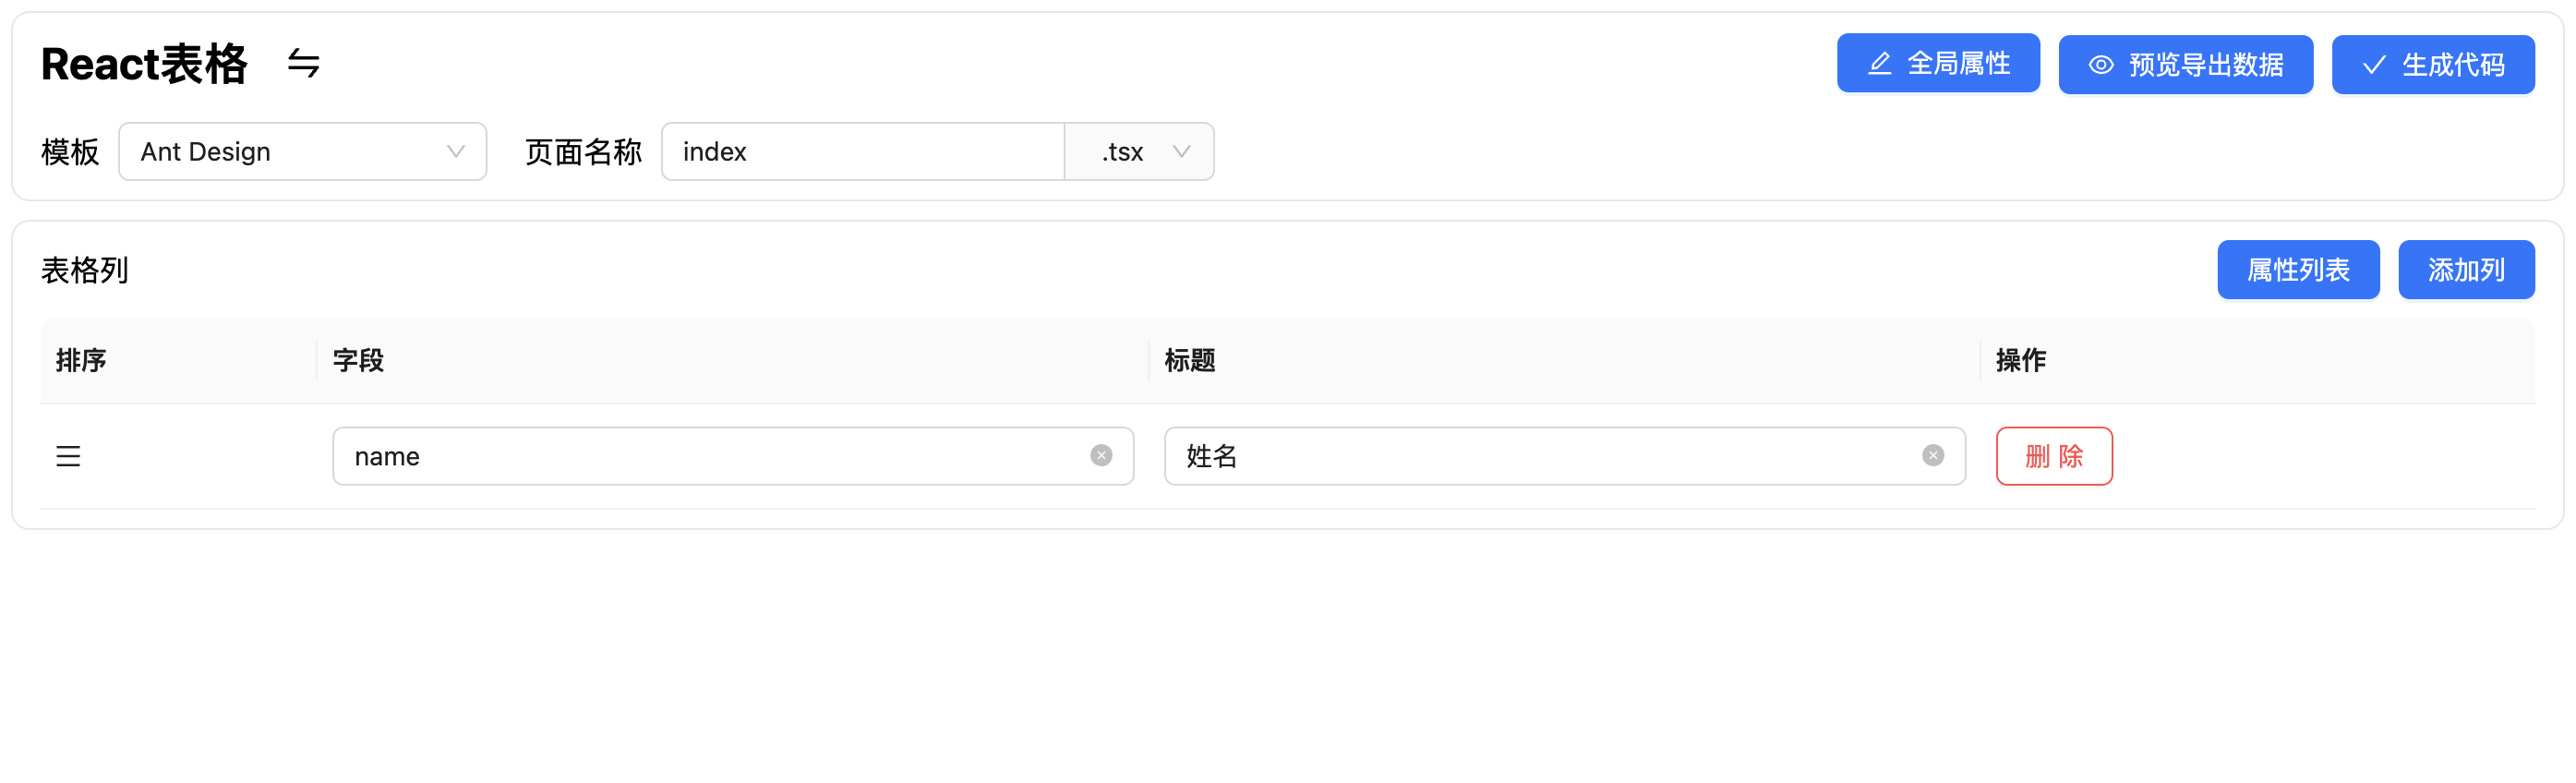 React表格
全局属性
预览导出数据
生成代码
模板
Ant Design
页面名称
index
.tsx
表格列
属性列表
添加列
排序
字段
标题
操作
name
姓名
删 除